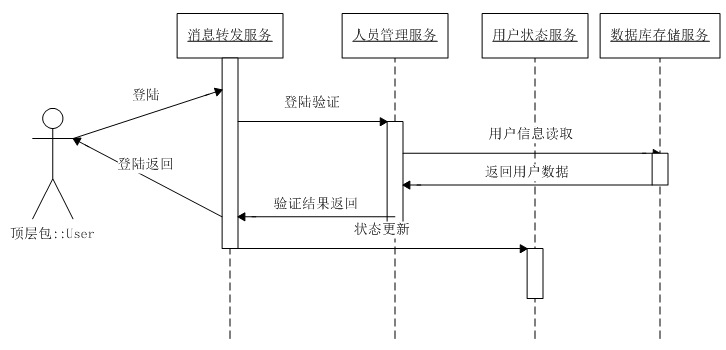 消息转发服务
人员管理服务
用户状态服务
数据库存储服务
登陆
登陆验证
用户信息读取
登陆返回
返回用户数据
验证结果返回
状态更新
顶层包::User